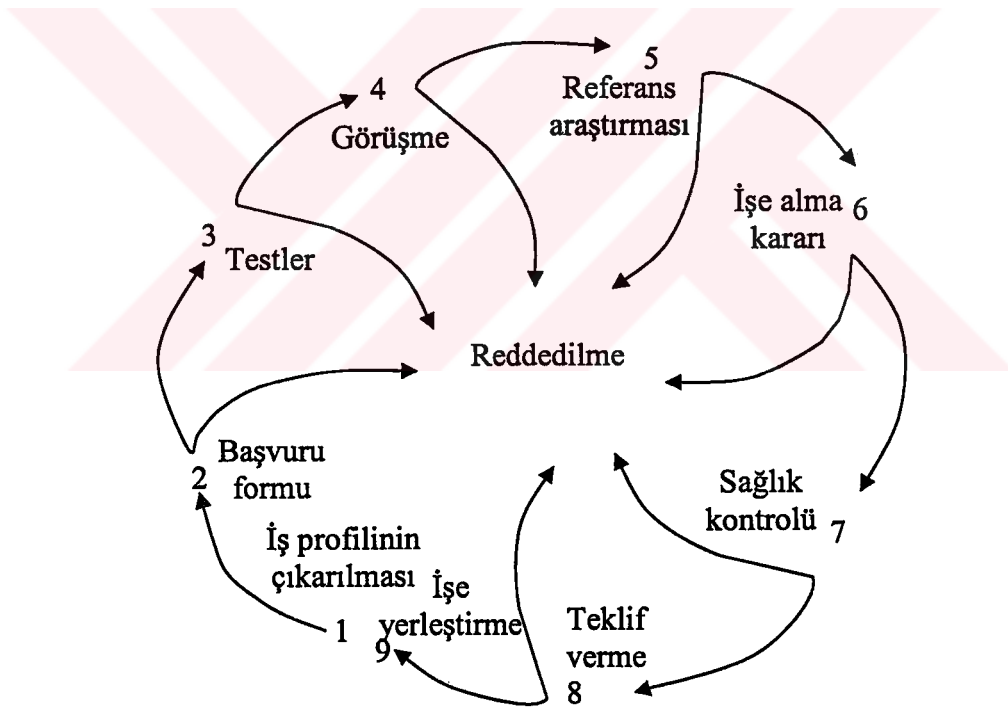 4
Görüşme
5
Referans
araştırması
İşe alma 6
kararı
3
Testler
Reddedilme
2 Başvuru
formu
Sağlık
kontrolü 7
İş profilinin
çıkarılması
1
İşe
yerleştirme
9
Teklif
verme
8